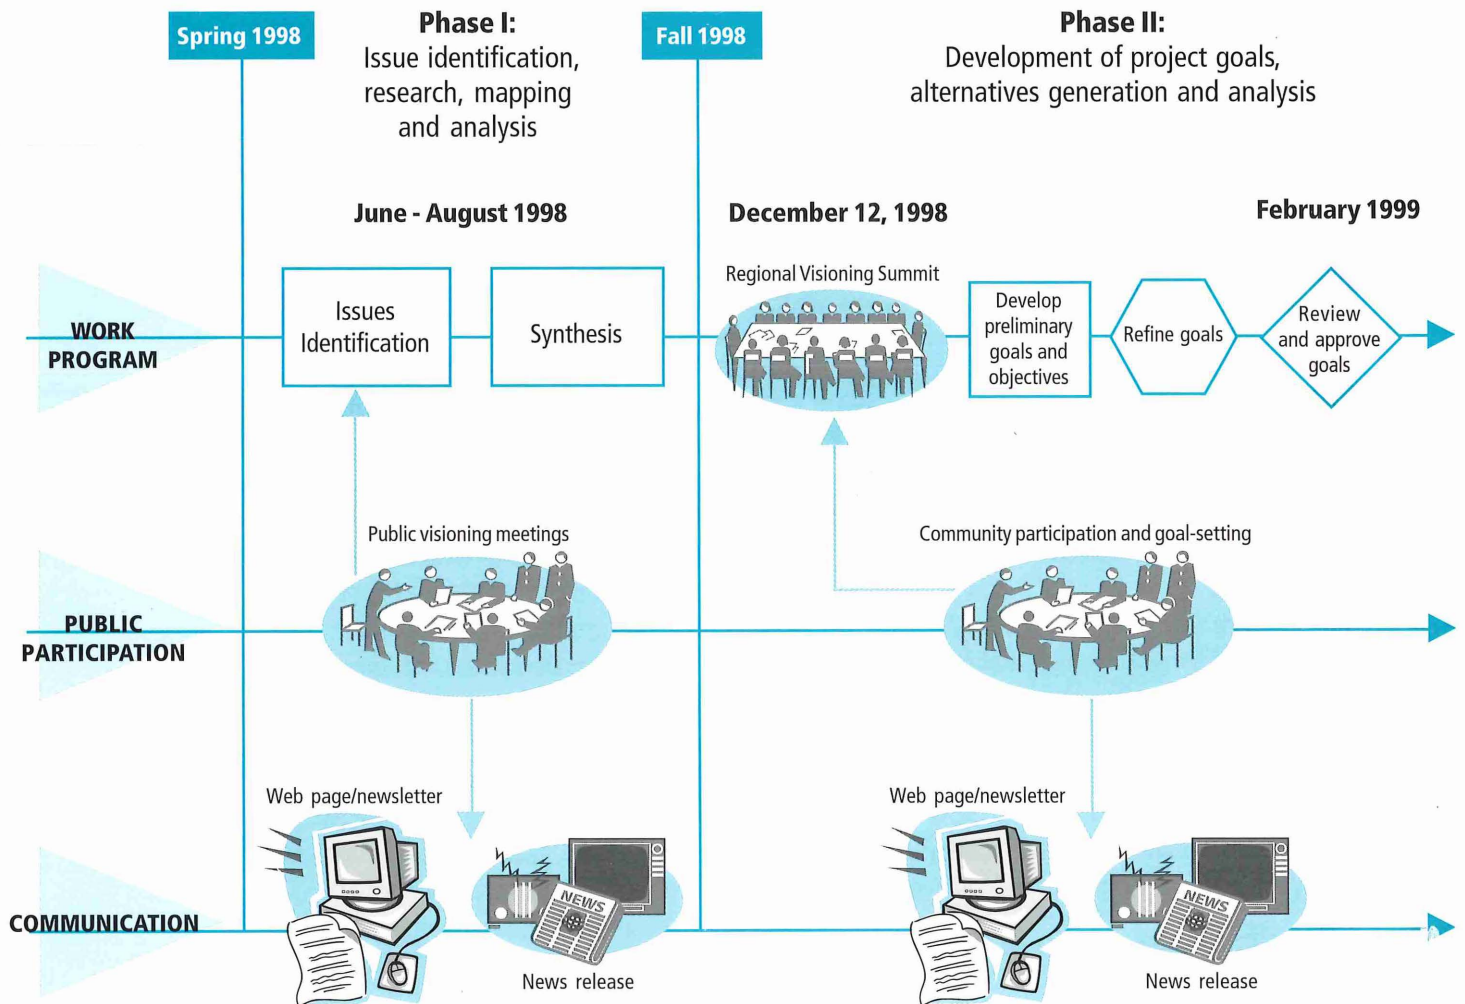 Spring 1998
Phase I:
Issue identification,
research, mapping
and analysis
Fall 1998
Phase II:
Development of project goals,
alternatives generation and analysis
June - August 1998
December 12, 1998
February 1999
WORK
PROGRAM
Issues
Identification
Synthesis
Regional Visioning Summit
Develop
preliminary
goals and
objectives
Refine goals
Review
and approve
goals
Public visioning meetings
Community participation and goal-setting
PUBLIC
PARTICIPATION
Web page/newsletter
Web page/newsletter
COMMUNICATION
NEWS
NEWS
News release
News release